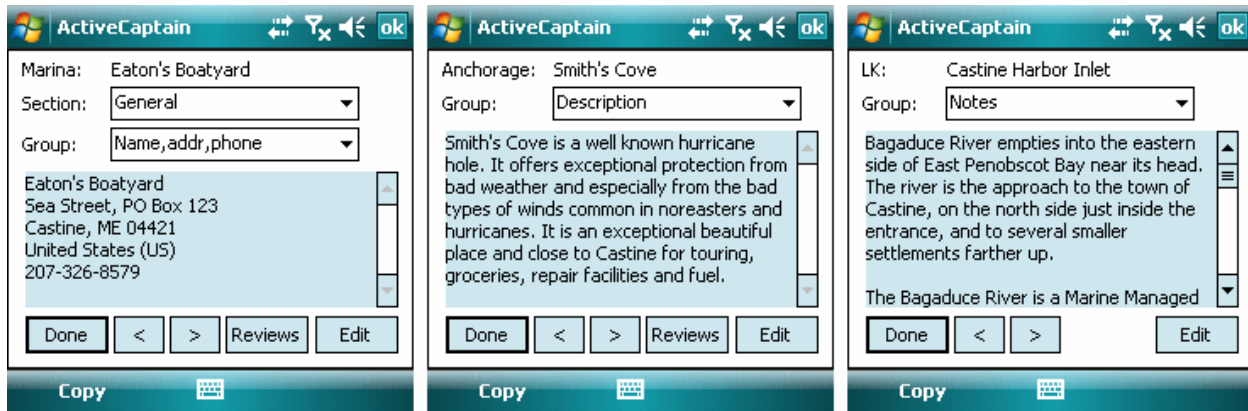 ActiveCaptain ok
Marina: Eaton's Boatyard
Section: General
Group: Name,addr,phone
Eaton's Boatyard
Sea Street, PO Box 123
Castine, ME 04421
United States (US)
207-326-8579
Done < > Reviews Edit
Copy
ActiveCaptain ok
Anchorage: Smith's Cove
Group: Description
Smith's Cove is a well known hurricane
hole. It offers exceptional protection from
bad weather and especially from the bad
types of winds common in noreasters and
hurricanes. It is an exceptional beautiful
place and close to Castine for touring,
groceries, repair facilities and fuel.
Done < > Reviews Edit
Copy
ActiveCaptain ok
LK: Castine Harbor Inlet
Group: Notes
Bagaduce River empties into the eastern
side of East Penobscot Bay near its head.
The river is the approach to the town of
Castine, on the north side just inside the
entrance, and to several smaller
settlements farther up.
The Bagaduce River is a Marine Managed
Done < > Edit
Copy